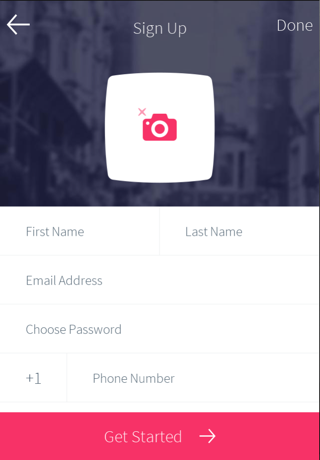 Sign Up
Done
First Name
Last Name
Email Address
Choose Password
+1
Phone Number
Get Started